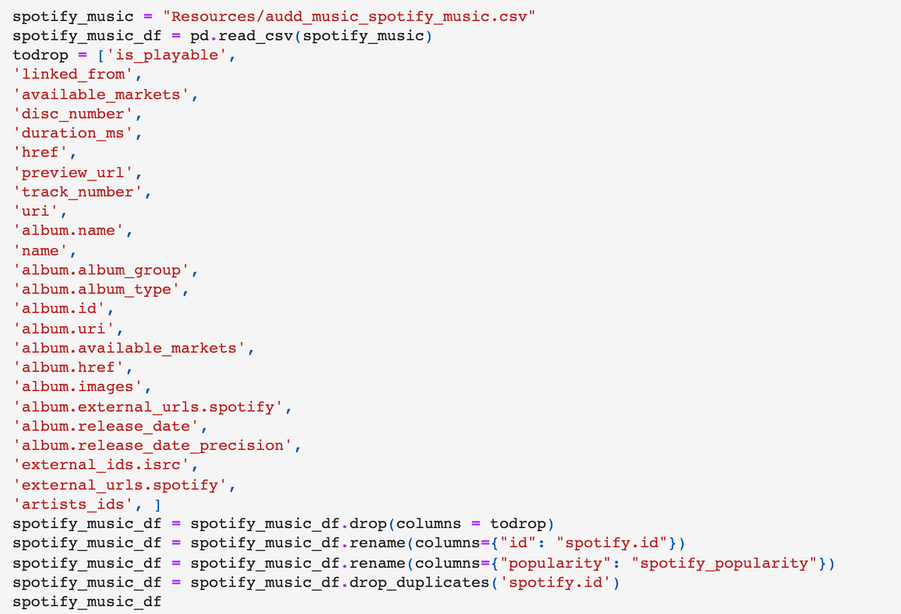 spotify_music = "Resources/audd_music_spotify_music.csv"
spotify_music_df = pd.read_csv(spotify_music)
todrop = ['is_playable',
'linked_from',
'available_markets',
'disc_number',
'duration_ms',
'href',
'preview_url',
'track_number',
'uri',
'album.name',
'name',
'album.album_group',
'album.album_type',
'album.id',
'album.uri',
'album.available_markets',
'album.href',
'album.images',
'album.external_urls.spotify',
'album.release_date',
'album.release_date_precision',
'external_ids.isrc',
'external_urls.spotify',
'artists_ids', ]
spotify_music_df = spotify_music_df.drop(columns = todrop)
spotify_music_df = spotify_music_df.rename(columns={"id": "spotify.id"})
spotify_music_df = spotify_music_df.rename(columns={"popularity": "spotify_popularity"})
spotify_music_df = spotify_music_df.drop_duplicates('spotify.id')
spotify_music_df